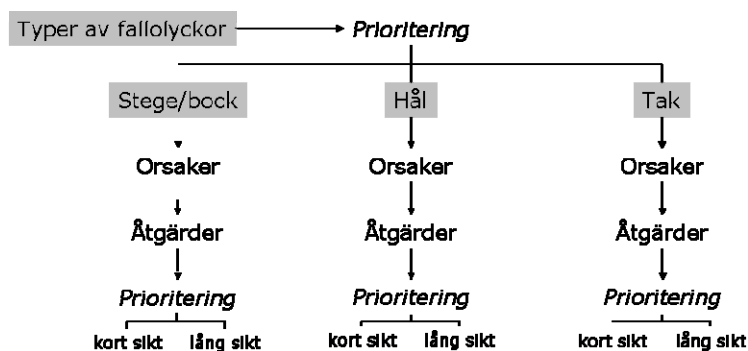 Typer av fallolyckor Prioritering
Stege/bock Hål Tak
Orsaker Orsaker Orsaker
Åtgärder Åtgärder Åtgärder
Prioritering Prioritering Prioritering
kort sikt lång sikt kort sikt lång sikt kort sikt lång sikt